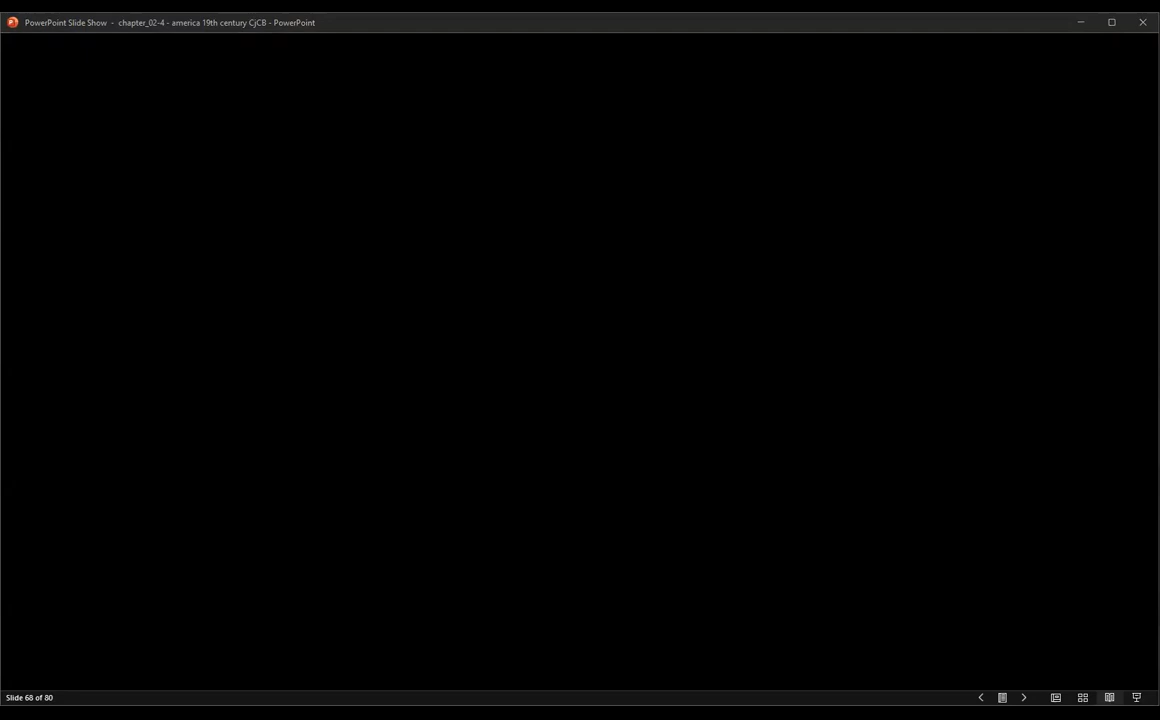 PowerPoint Slide Show - chapter_02-4 - america 19th century CjCB - PowerPoint
Slide 68 of 80